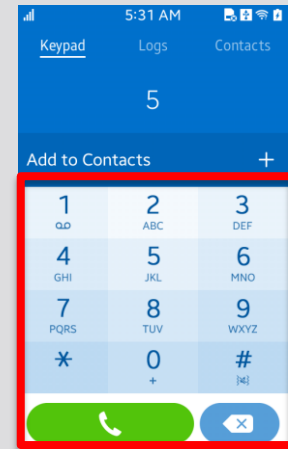 5:31 AM
Keypad Logs Contacts
5
Add to Contacts +
1 2 3
ABC DEF
4 5 6
GHI JKL MNO
7 8 9
PQRS TUV WXYZ
* 0 #
+